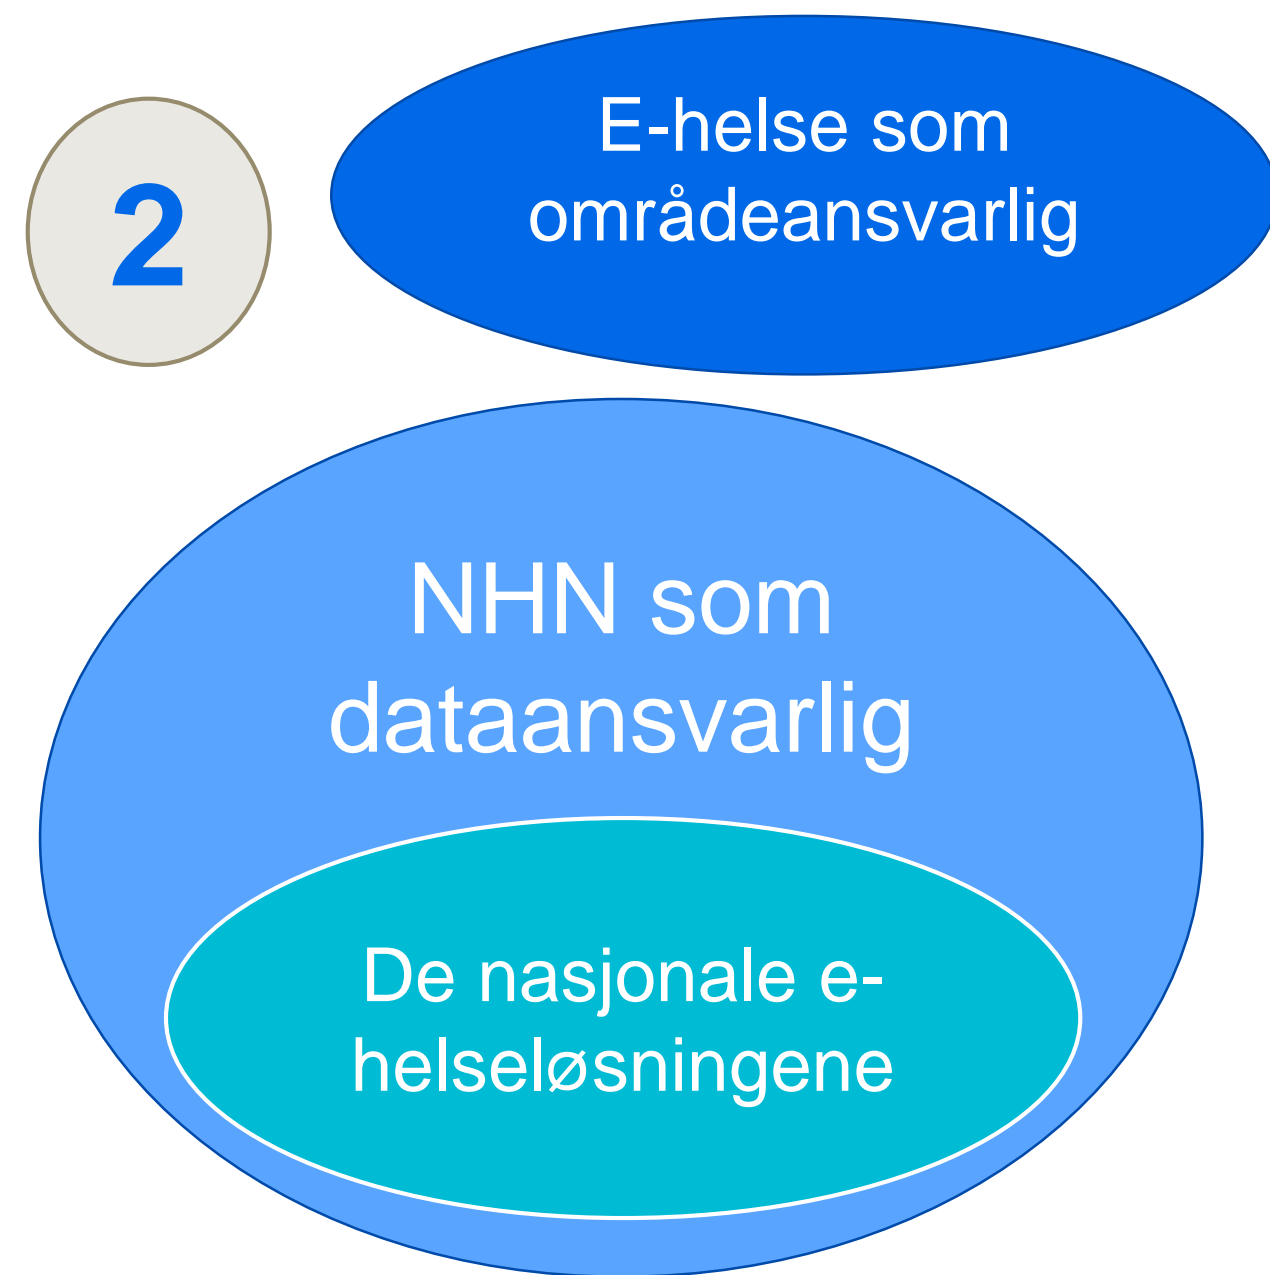 2
E-helse som
områdeansvarlig
NHN som
dataansvarlig
De nasjonale e-
helseløsningene